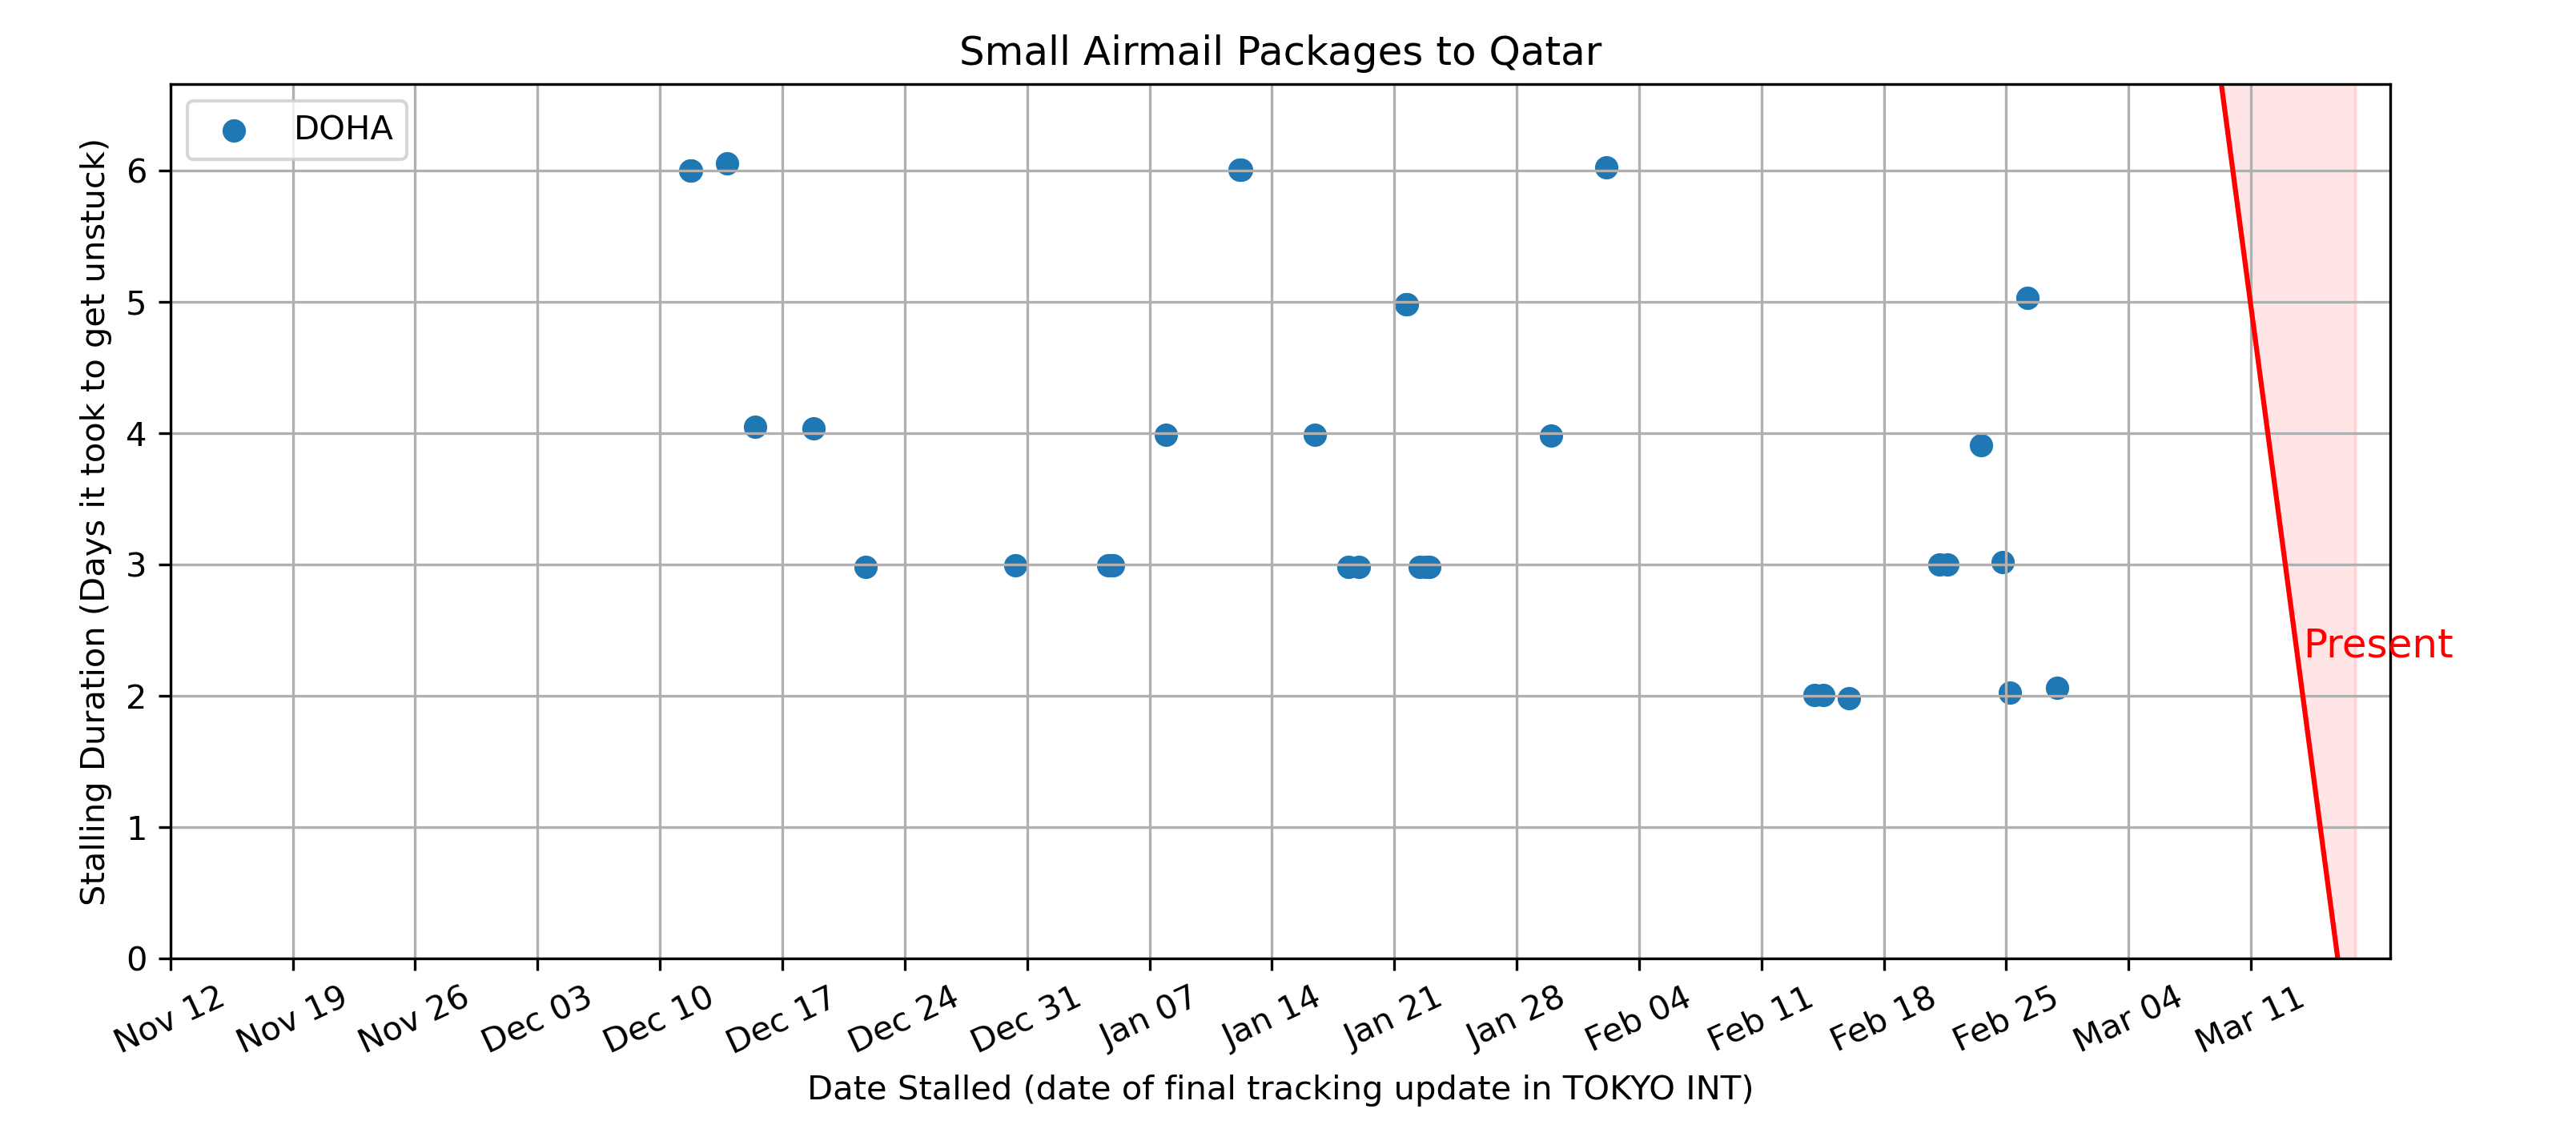 Small Airmail Packages to Qatar
DOHA
Stalling Duration (Days it took to get unstuck)
6
5
4
3
2
1
0
Present
Nov 12
Nov 19
Nov 26
Dec 03
Dec 10
Dec 17
Dec 24
Dec 31
Jan 07
Jan 14
Jan 21
Jan 28
Feb 04
Feb 11
Feb 18
Feb 25
Mar 04
Mar 11
Date Stalled (date of final tracking update in TOKYO INT)